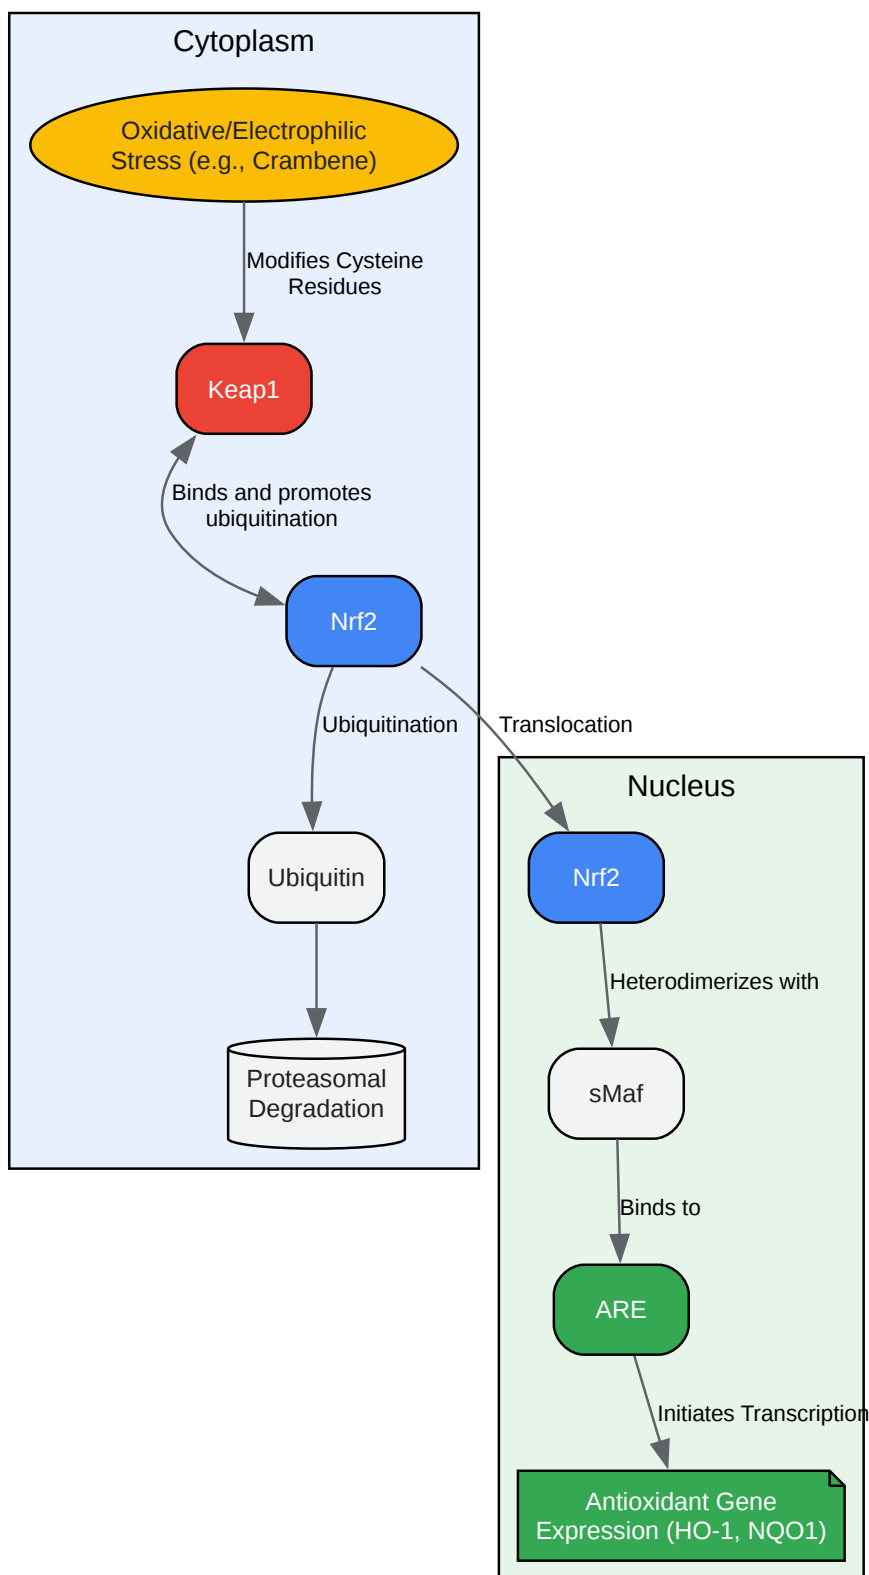 Cytoplasm
Oxidative/Electrophilic
Stress (e.g., Crambene)
Modifies Cysteine
Residues
Keap1
Binds and promotes
ubiquitination
Nrf2
Ubiquitination
Translocation
Nucleus
Ubiquitin
Nrf2
Heterodimerizes with
Proteasomal
Degradation
sMaf
Binds to
ARE
Initiates Transcription
Antioxidant Gene
Expression (HO-1, NQO1)